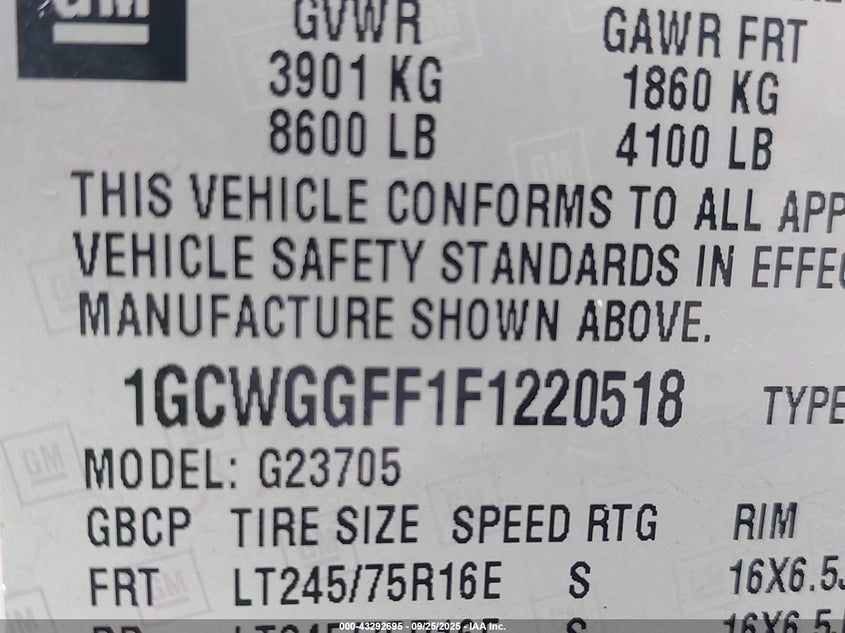 GM
GVWR GAWR FRT
3901 KG 1860 KG
8600 LB 4100 LB
THIS VEHICLE CONFORMS TO ALL APP
VEHICLE SAFETY STANDARDS IN EFFEC
MANUFACTURE SHOWN ABOVE.
1GCWGGFF1F1220518 TYPE
MODEL: G23705
GBCP TIRE SIZE SPEED RTG RIM
FRT LT245/75R16E S 16X6.5J
000-43292695 - 09/25/2025 - IAA Inc.